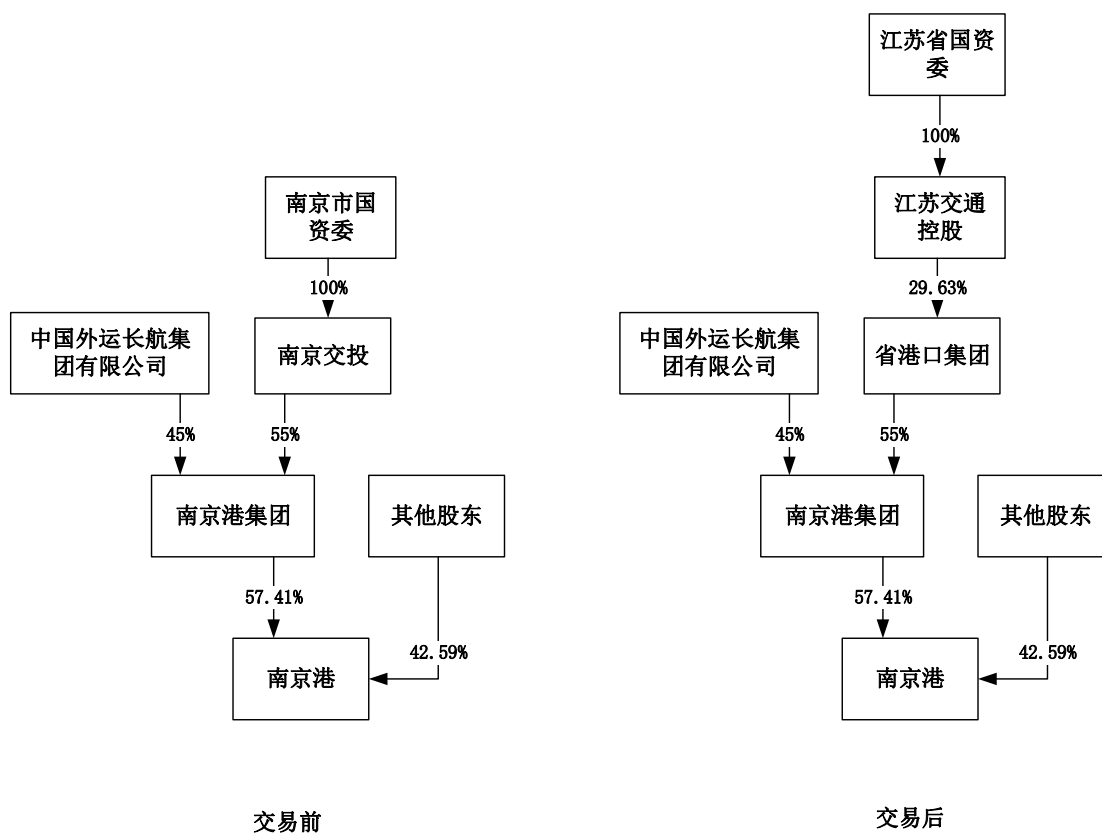 南京市国
资委
100%
中国外运长航集
团有限公司
南京交投
45%
55%
南京港集团
其他股东
57.41%
42.59%
南京港
交易前
江苏省国资
委
100%
江苏交通
控股
29.63%
中国外运长航集
团有限公司
省港口集团
45%
55%
南京港集团
其他股东
57.41%
42.59%
南京港
交易后